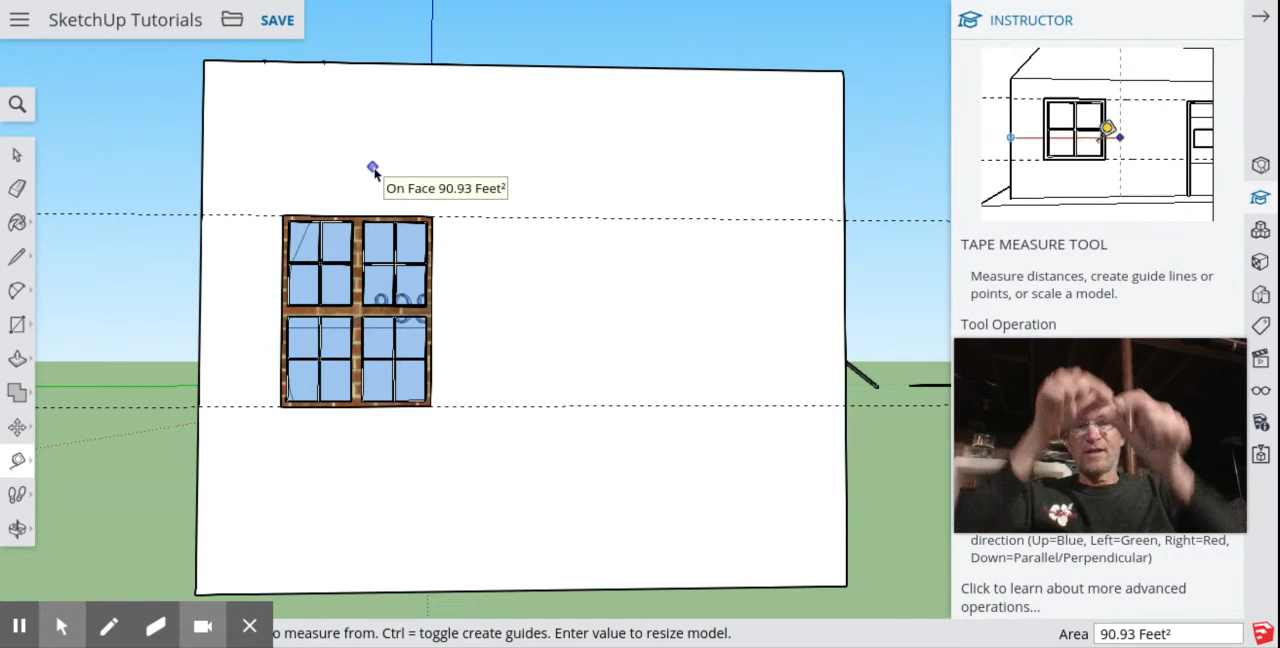 SketchUp Tutorials
SAVE
INSTRUCTOR
On Face 90.93 Feet²
TAPE MEASURE TOOL
Measure distances, create guide lines or
points, or scale a model.
Tool Operation
direction (Up=Blue, Left=Green, Right=Red,
Down=Parallel/Perpendicular)
Click to learn about more advanced
operations...
o measure from. Ctrl = toggle create guides. Enter value to resize model.
Area 90.93 Feet²